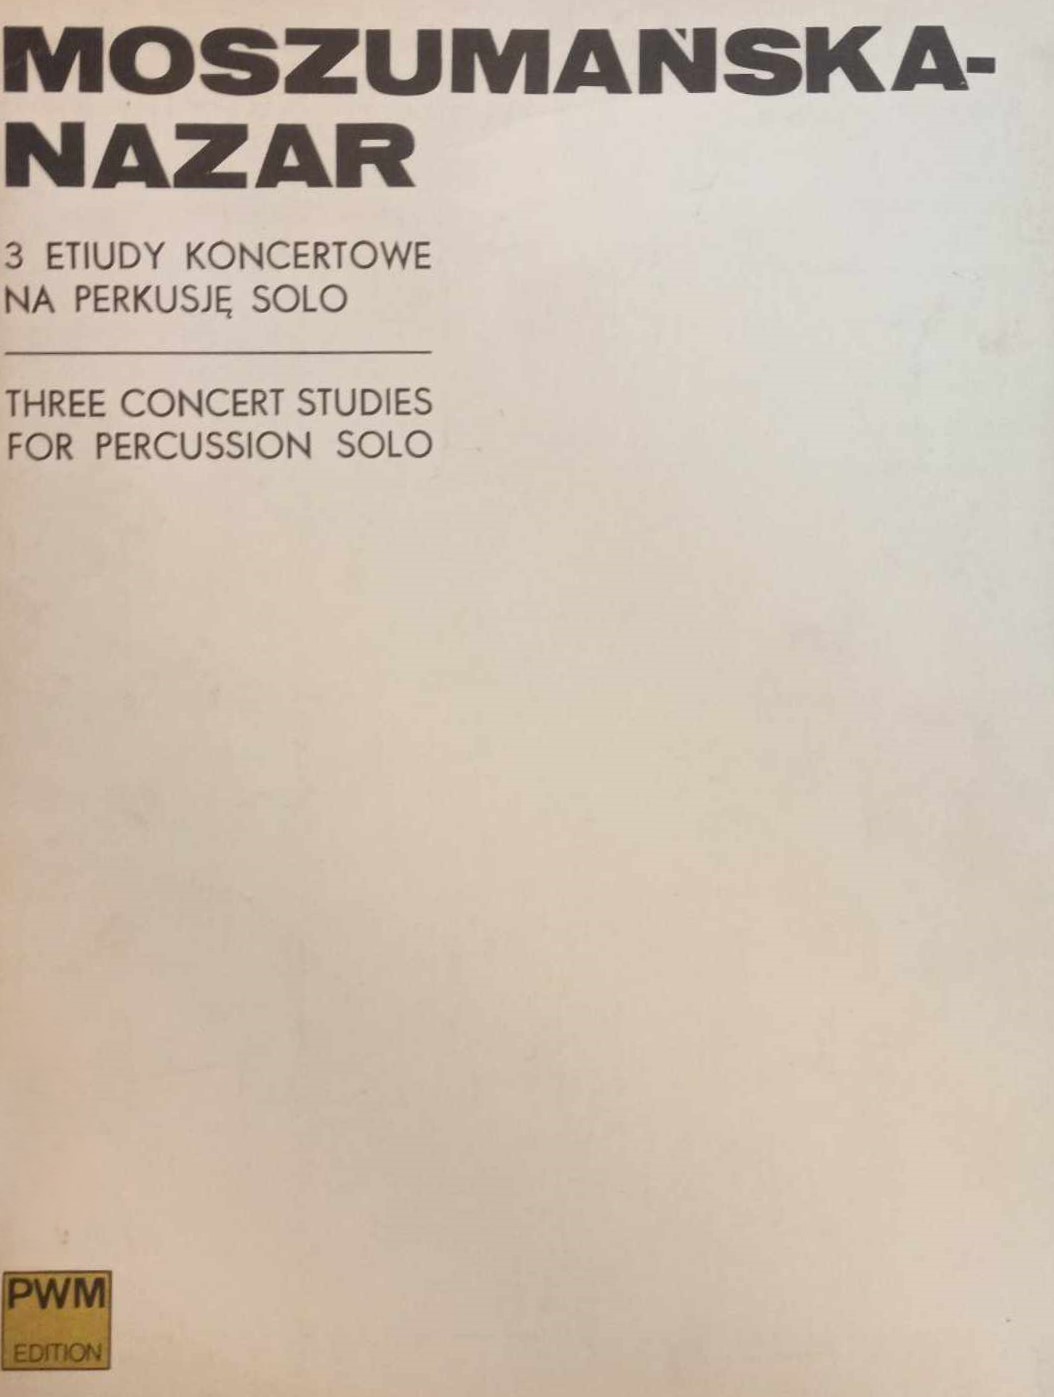 MOSZUMAŃSKA-
NAZAR
3 ETIUDY KONCERTOWE
NA PERKUSJĘ SOLO
THREE CONCERT STUDIES
FOR PERCUSSION SOLO
PWM
EDITION